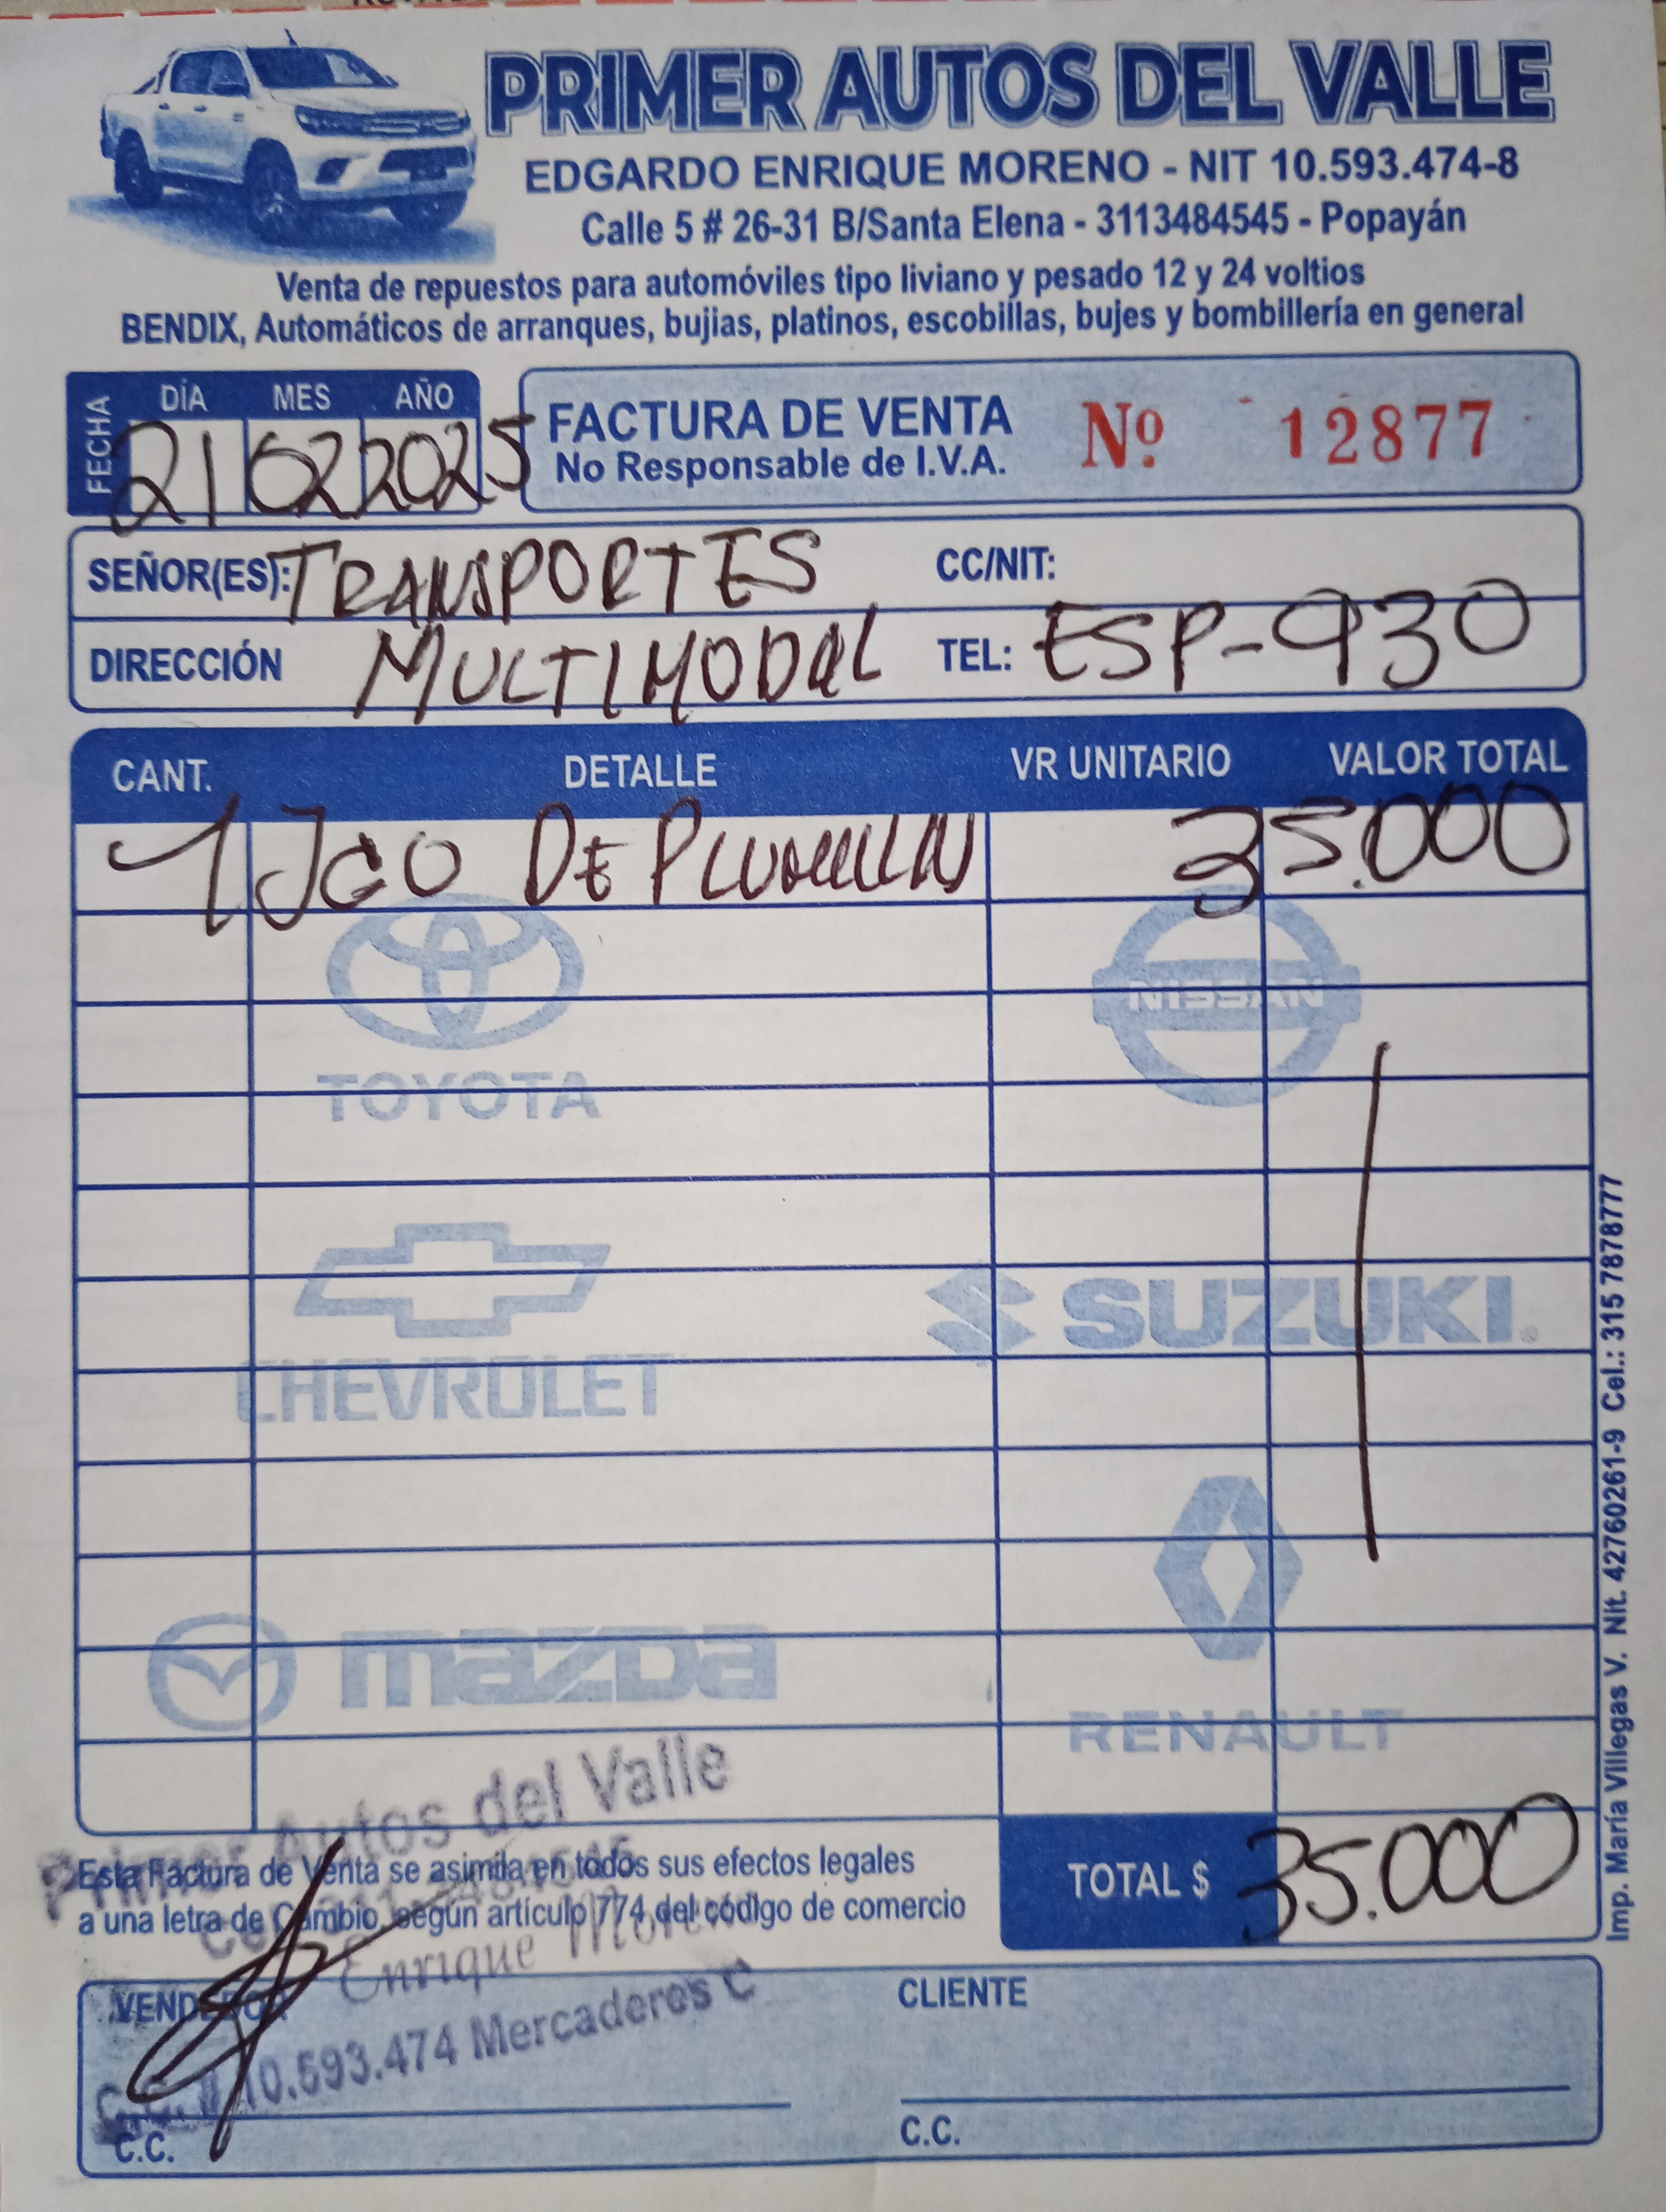 PRIMER AUTOS DEL VALLE
EDGARDO ENRIQUE MORENO - NIT 10.593.474-8
Calle 5 # 26-31 B/Santa Elena - 3113484545 - Popayán
Venta de repuestos para automóviles tipo liviano y pesado 12 y 24 voltios
BENDIX, Automáticos de arranques, bujias, platinos, escobillas, bujes y bombillería en general
FECHA DÍA MES AÑO
21 02 2025
FACTURA DE VENTA
No Responsable de I.V.A.
Nº 12877
SEÑOR(ES): TRANSPORTES CC/NIT:
DIRECCIÓN MULTIMODAL TEL: ESP-930
CANT. DETALLE VR UNITARIO VALOR TOTAL
1 JGO DE PLUMILLAS 35.000
TOYOTA
NISSAN
CHEVROLET
SUZUKI
mazda
RENAULT
Primer Autos del Valle
Esta Factura de Venta se asimila en todos sus efectos legales
a una letra de Cambio, según artículo 774 del código de comercio
TOTAL $ 35.000
Enrique Moreno
VENDEDOR
C.C. # 10.593.474 Mercaderes C
C.C.
CLIENTE
C.C.
Imp. María Villegas V. Nit. 42760261-9 Cel.: 315 7878777